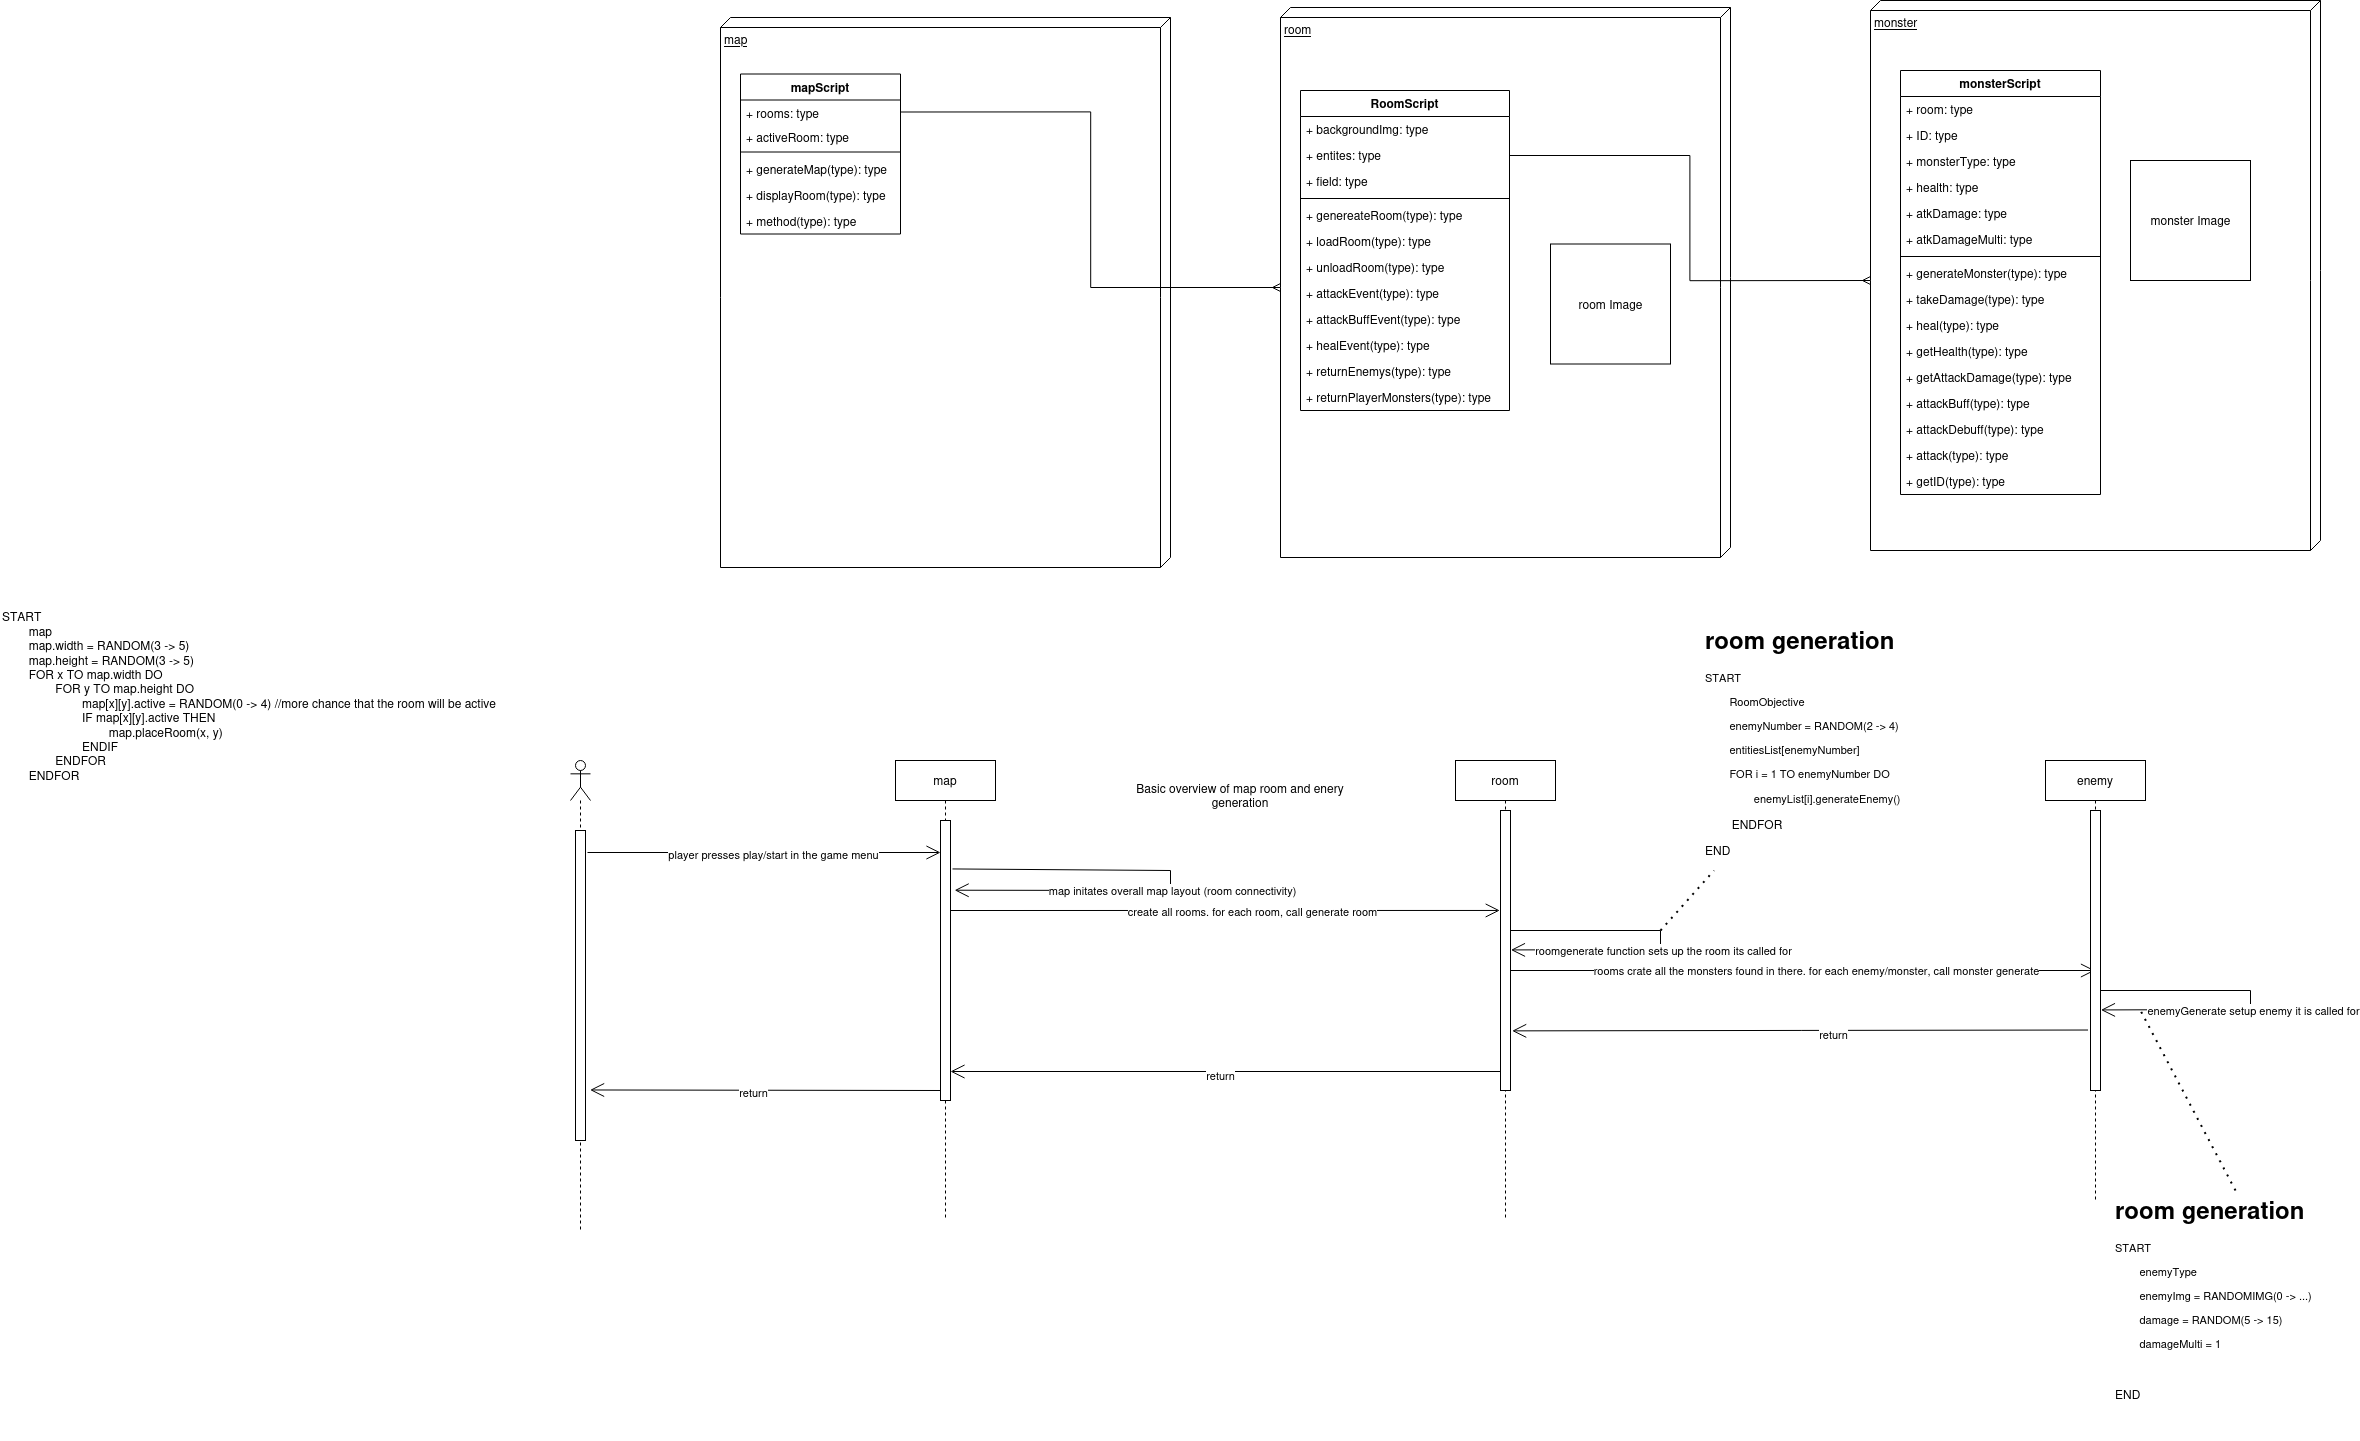 map
mapScript
+ rooms: type
+ activeRoom: type
+ generateMap(type): type
+ displayRoom(type): type
+ method(type): type
room
RoomScript
+ backgroundImg: type
+ entites: type
+ field: type
+ genereateRoom(type): type
+ loadRoom(type): type
+ unloadRoom(type): type
+ attackEvent(type): type
+ attackBuffEvent(type): type
+ healEvent(type): type
+ returnEnemys(type): type
+ returnPlayerMonsters(type): type
room Image
monster
monsterScript
+ room: type
+ ID: type
+ monsterType: type
+ health: type
+ atkDamage: type
+ atkDamageMulti: type
+ generateMonster(type): type
+ takeDamage(type): type
+ heal(type): type
+ getHealth(type): type
+ getAttackDamage(type): type
+ attackBuff(type): type
+ attackDebuff(type): type
+ attack(type): type
+ getID(type): type
monster Image
START
map
map.width = RANDOM(3 -> 5)
map.height = RANDOM(3 -> 5)
FOR x TO map.width DO
FOR y TO map.height DO
map[x][y].active = RANDOM(0 -> 4) //more chance that the room will be active
IF map[x][y].active THEN
map.placeRoom(x, y)
ENDIF
ENDFOR
ENDFOR
room generation
START
RoomObjective
enemyNumber = RANDOM(2 -> 4)
entitiesList[enemyNumber]
FOR i = 1 TO enemyNumber DO
enemyList[i].generateEnemy()
ENDFOR
END
map
Basic overview of map room and enery
generation
room
enemy
player presses play/start in the game menu
map initates overall map layout (room connectivity)
create all rooms. for each room, call generate room
roomgenerate function sets up the room its called for
rooms crate all the monsters found in there. for each enemy/monster, call monster generate
enemyGenerate setup enemy it is called for
return
return
return
room generation
START
enemyType
enemyImg = RANDOMIMG(0 -> ...)
damage = RANDOM(5 -> 15)
damageMulti = 1
END